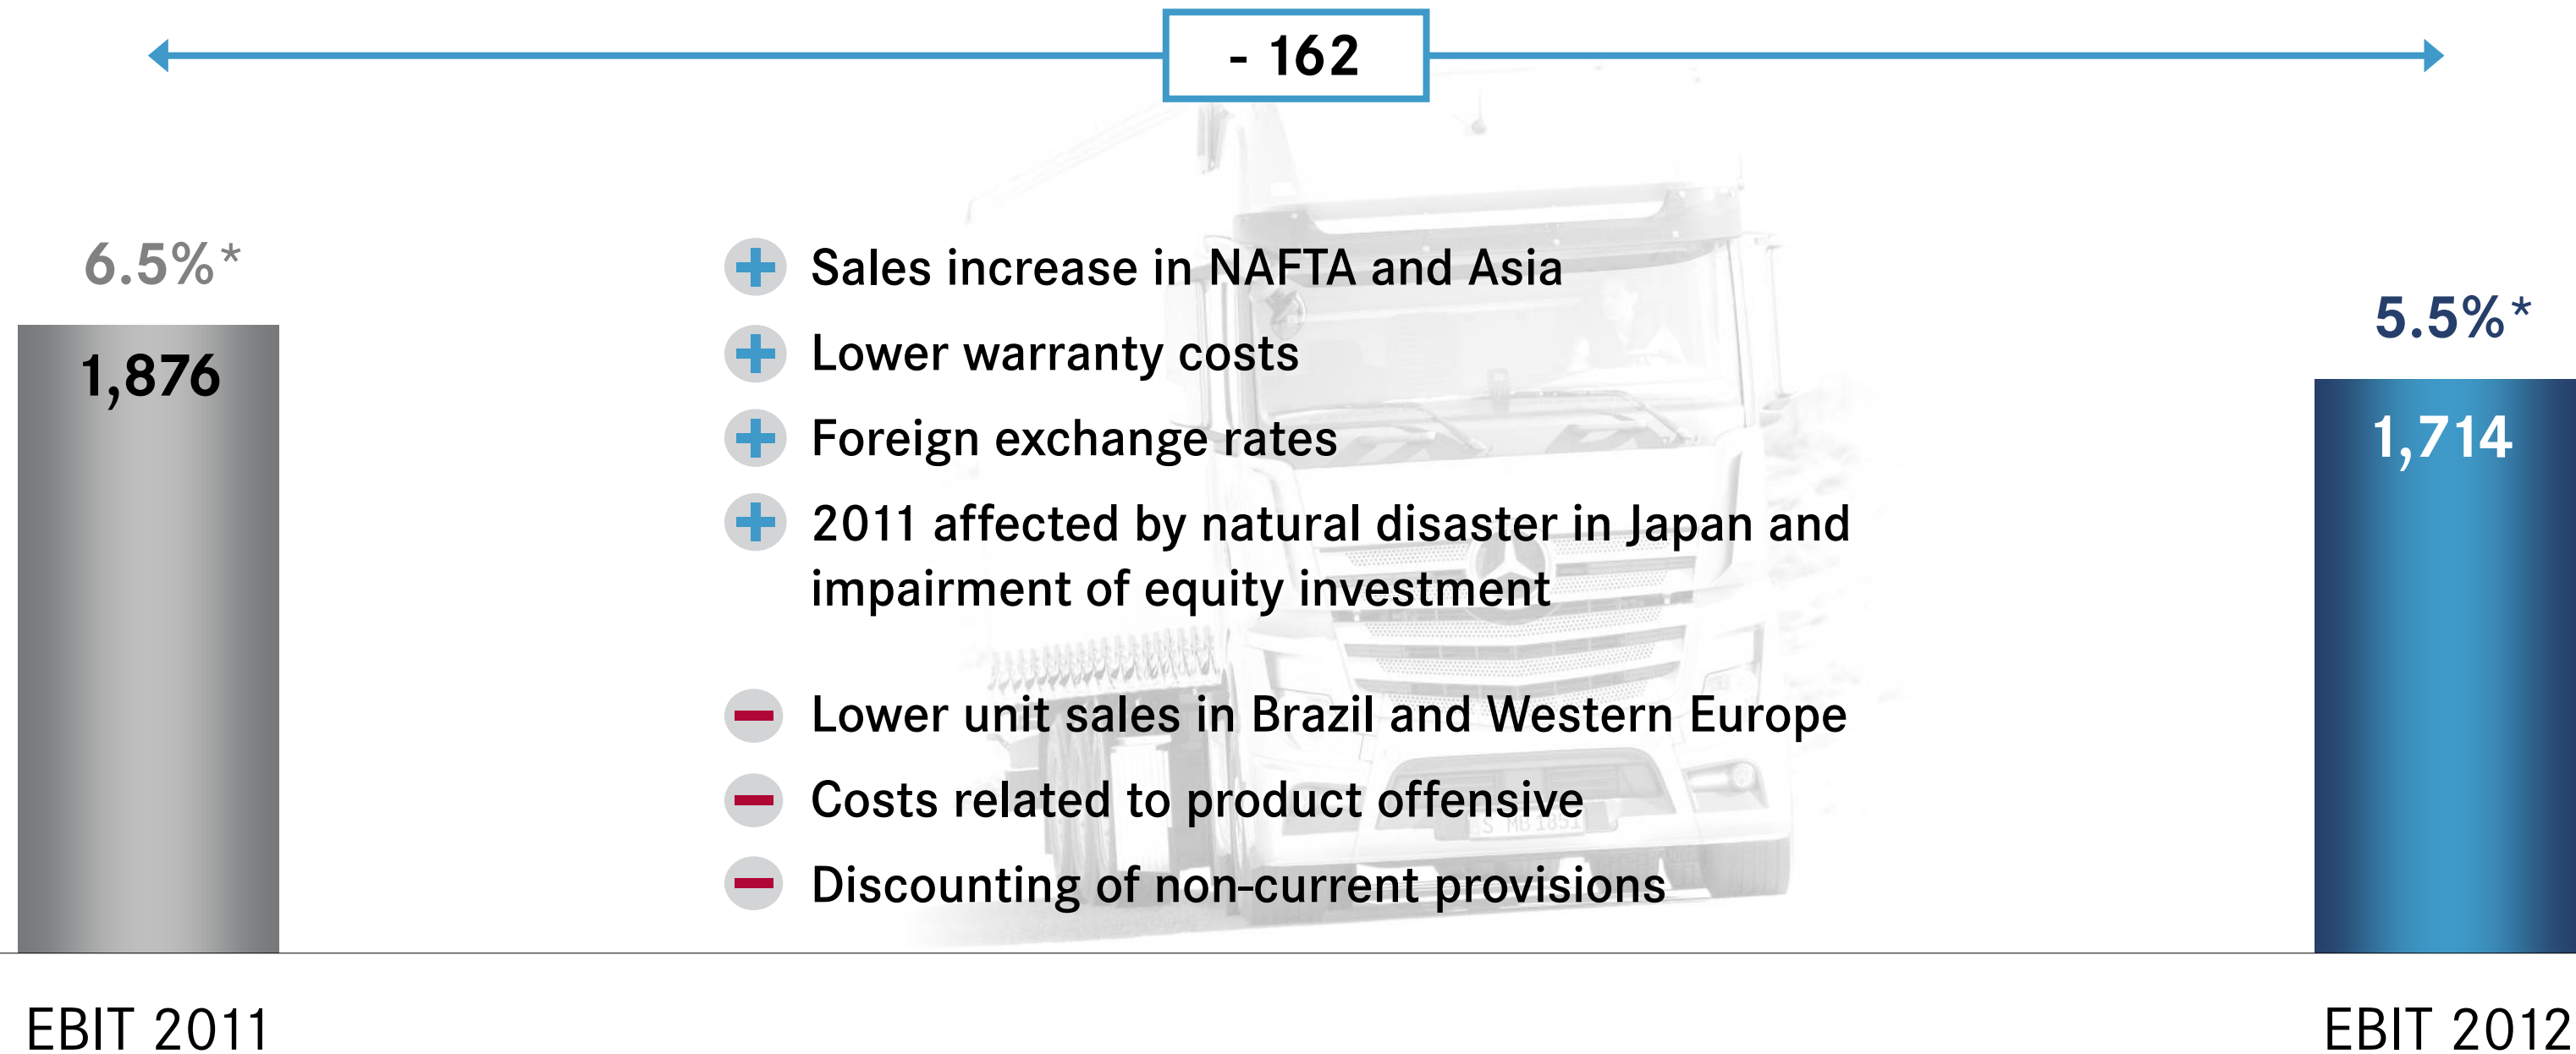 - 162
6.5%*
1,876
Sales increase in NAFTA and Asia
Lower warranty costs
Foreign exchange rates
2011 affected by natural disaster in Japan and
impairment of equity investment
Lower unit sales in Brazil and Western Europe
Costs related to product offensive
Discounting of non-current provisions
S MB 1851
5.5%*
1,714
EBIT 2011
EBIT 2012